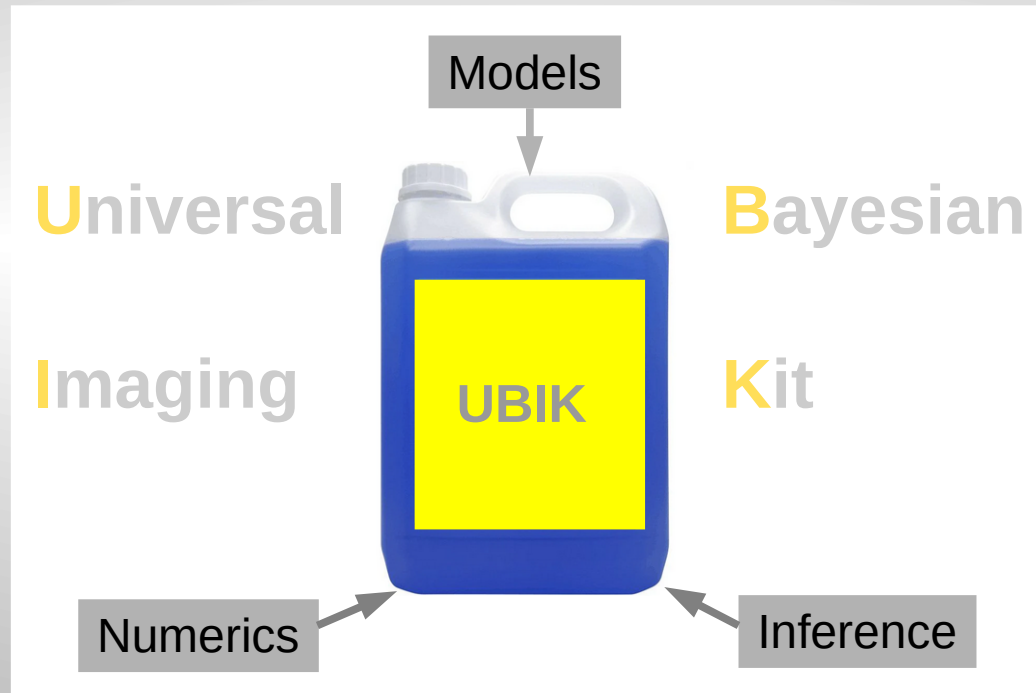 Models
Universal
Bayesian
Imaging
Kit
UBIK
Numerics
Inference